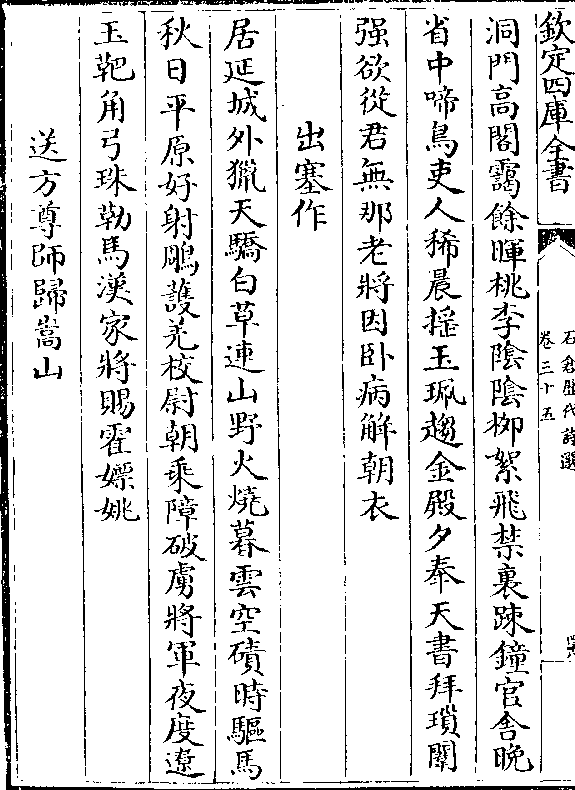 欽定四庫全書
石倉歷代詩選
卷三十五
洞門高閣靄餘暉桃李陰陰柳絮飛禁裏疎鐘官舍晚
省中啼鳥吏人稀晨摇玉珮趨金殿夕奉天書拜瑣闈
强欲從君無那老將因卧病解朝衣
出塞作
居延城外獵天驕白草連山野火燒暮雲空磧時驅馬
秋日平原好射鵰護羌校尉朝乘障破虜將軍夜度遼
玉靶角弓珠勒馬漢家將賜霍嫖姚
送方尊師歸嵩山